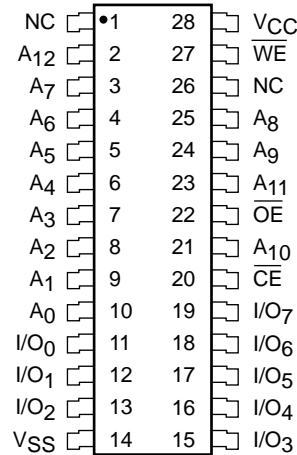 NC 1 28 VCC
A12 2 27 WE
A7 3 26 NC
A6 4 25 A8
A5 5 24 A9
A4 6 23 A11
A3 7 22 OE
A2 8 21 A10
A1 9 20 CE
A0 10 19 I/O7
I/O0 11 18 I/O6
I/O1 12 17 I/O5
I/O2 13 16 I/O4
VSS 14 15 I/O3